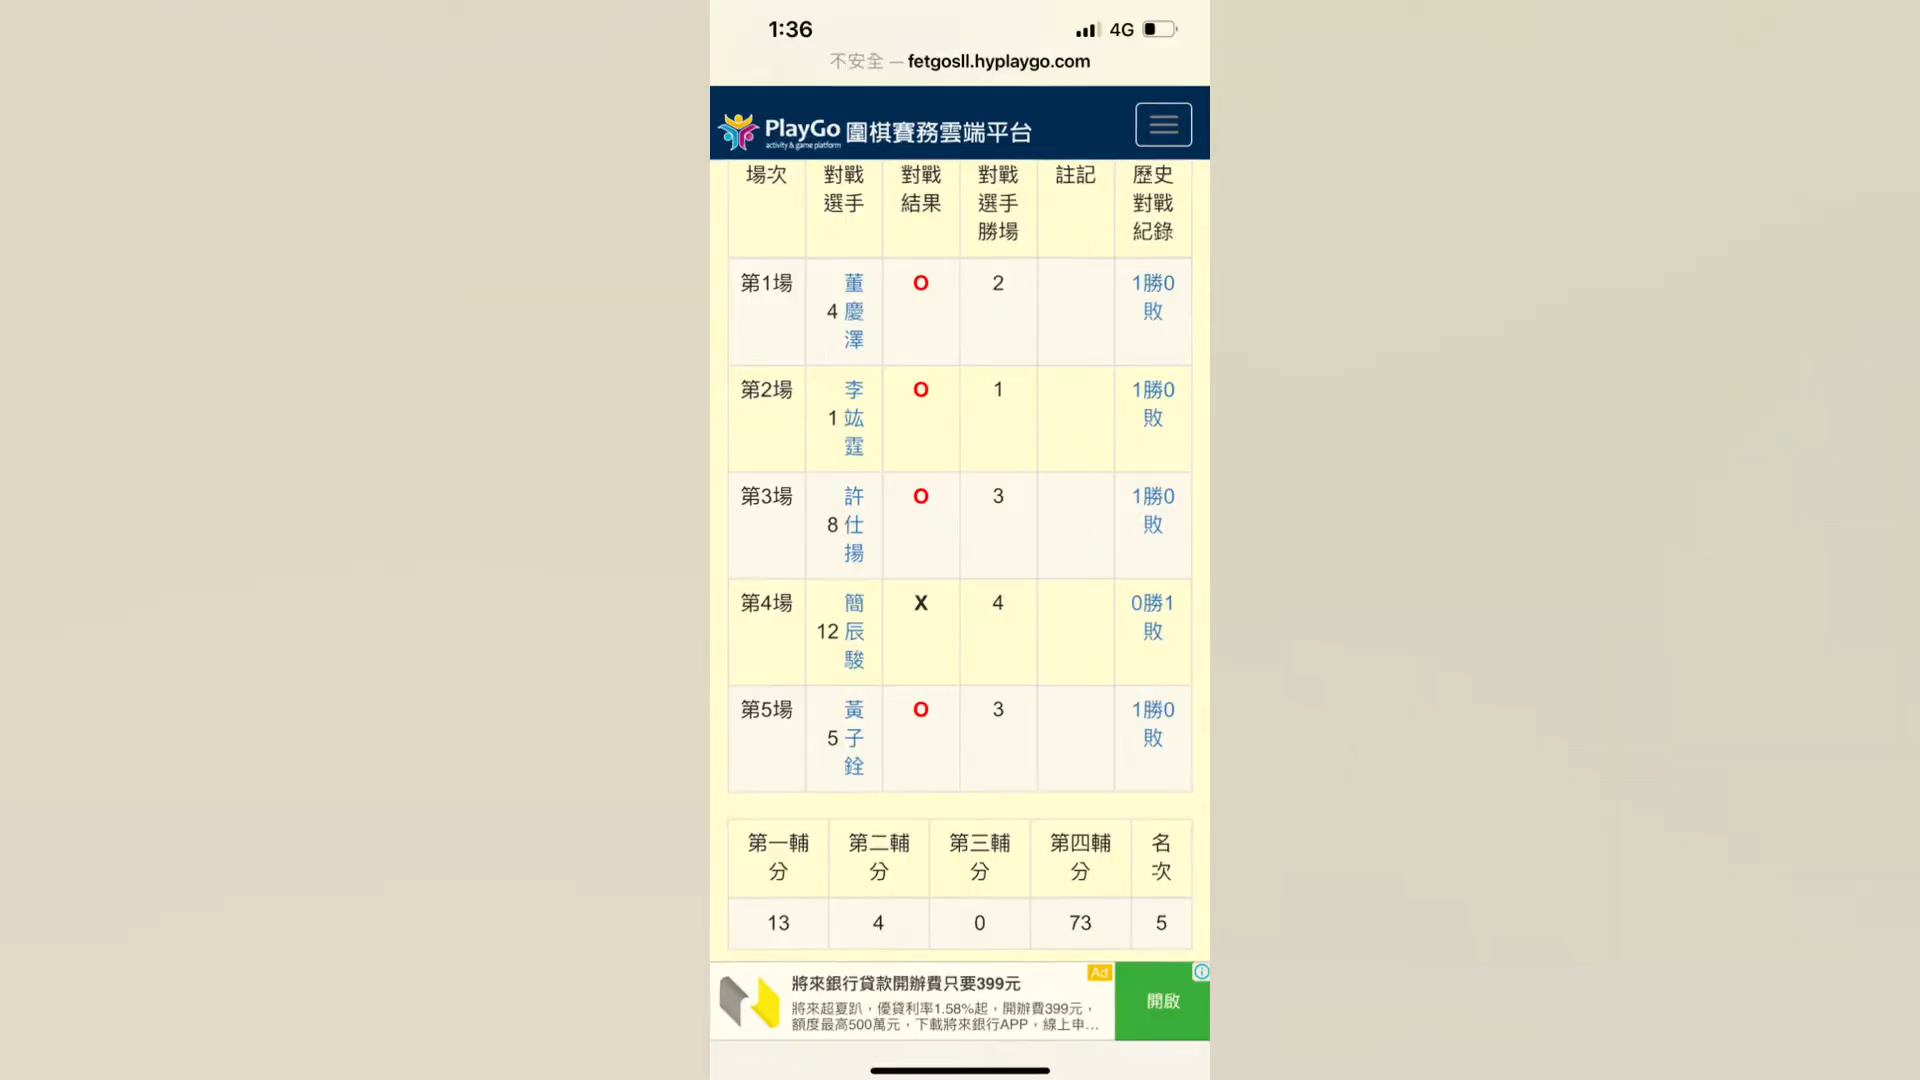 1:36
4G
不安全 — fetgosll.hyplaygo.com
PlayGo 圍棋賽務雲端平台
activity & game platform
場次 對戰選手 對戰結果 對戰選手勝場 註記 歷史對戰紀錄
第1場 4 董慶澤 O 2 1勝0敗
第2場 1 李竑霆 O 1 1勝0敗
第3場 8 許仕揚 O 3 1勝0敗
第4場 12 簡辰駿 X 4 0勝1敗
第5場 5 黃子銓 O 3 1勝0敗
第一輔分 第二輔分 第三輔分 第四輔分 名次
13 4 0 73 5
將來銀行貸款開辦費只要399元
Ad
將來超夏趴，優貸利率1.58%起，開辦費399元，
額度最高500萬元，下載將來銀行APP，線上申...
開啟